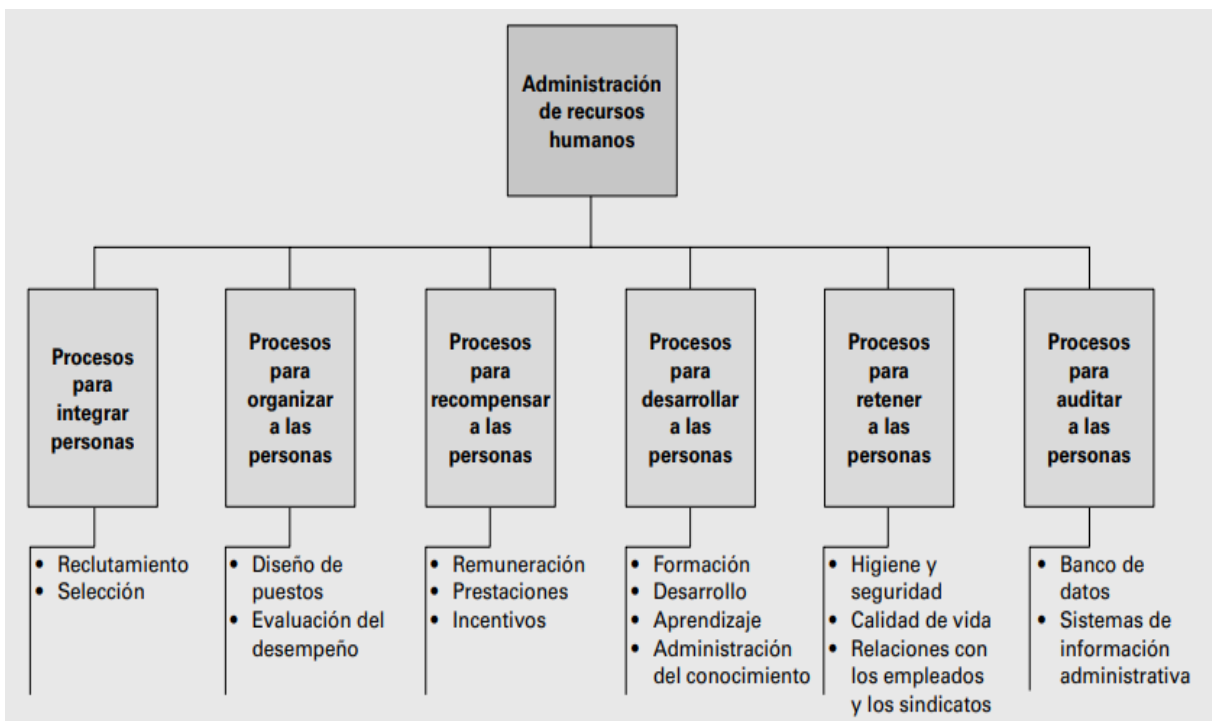 Administración
de recursos
humanos
Procesos
para
integrar
personas
Procesos
para
organizar
a las
personas
Procesos
para
recompensar
a las
personas
Procesos
para
desarrollar
a las
personas
Procesos
para
retener
a las
personas
Procesos
para
auditar
a las
personas
• Reclutamiento
• Selección
• Diseño de
puestos
• Evaluación del
desempeño
• Remuneración
• Prestaciones
• Incentivos
• Formación
• Desarrollo
• Aprendizaje
• Administración
del conocimiento
• Higiene y
seguridad
• Calidad de vida
• Relaciones con
los empleados
y los sindicatos
• Banco de
datos
• Sistemas de
información
administrativa